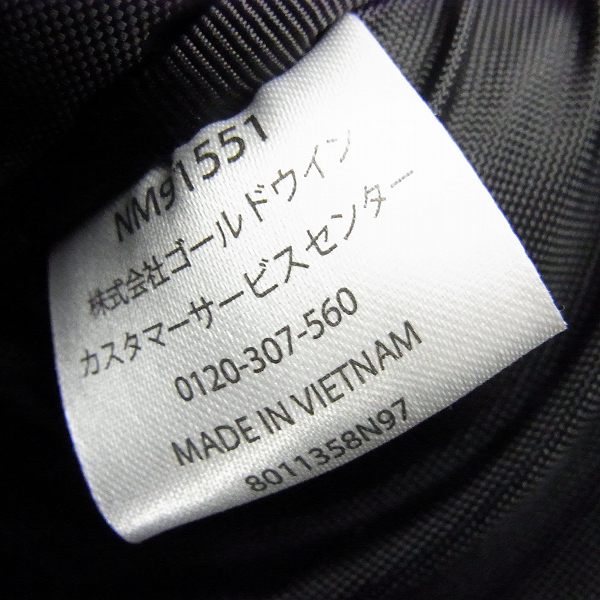 NM91551
株式会社ゴールドウイン
カスタマーサービスセンター
0120-307-560
MADE IN VIETNAM
8011358N97